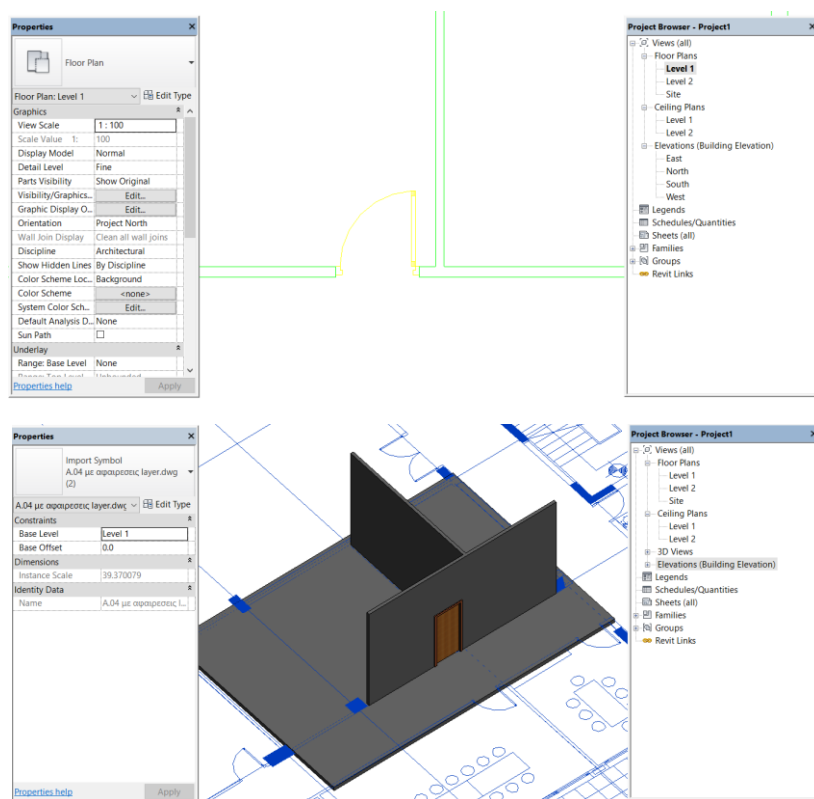 Properties
Floor Plan
Floor Plan: Level 1 Edit Type
Graphics
View Scale 1 : 100
Scale Value 1: 100
Display Model Normal
Detail Level Fine
Parts Visibility Show Original
Visibility/Graphics... Edit...
Graphic Display O... Edit...
Orientation Project North
Wall Join Display Clean all wall joins
Discipline Architectural
Show Hidden Lines By Discipline
Color Scheme Loc... Background
Color Scheme <none>
System Color Sch... Edit...
Default Analysis D... None
Sun Path
Underlay
Range: Base Level None
Properties help Apply
Project Browser - Project1
Views (all)
Floor Plans
Level 1
Level 2
Site
Ceiling Plans
Level 1
Level 2
Elevations (Building Elevation)
East
North
South
West
Legends
Schedules/Quantities
Sheets (all)
Families
Groups
Revit Links
Properties
Import Symbol
A.04 με αφαιρεσεις layer.dwg
(2)
A.04 με αφαιρεσεις layer.dwg Edit Type
Constraints
Base Level Level 1
Base Offset 0.0
Dimensions
Instance Scale 39.370079
Identity Data
Name A.04 με αφαιρεσεις l...
Properties help Apply
Project Browser - Project1
Views (all)
Floor Plans
Level 1
Level 2
Site
Ceiling Plans
Level 1
Level 2
3D Views
Elevations (Building Elevation)
Legends
Schedules/Quantities
Sheets (all)
Families
Groups
Revit Links